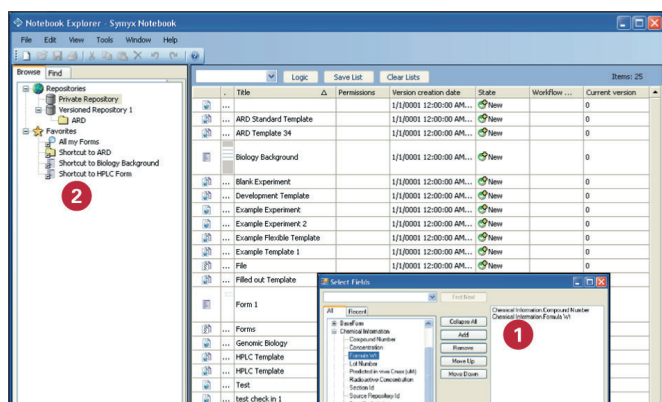 Notebook Explorer - Symyx Notebook
File Edit View Tools Window Help
Browse Find
Repositories
Private Repository
Versioned Repository 1
ARD
Favorites
All my Forms
Shortcut to ARD
Shortcut to Biology Background
Shortcut to HPLC Form
2
Logic Save List Clear Lists Items: 25
. Title Permissions Version creation date State Workflow ... Current version
... 1/1/0001 12:00:00 AM... New 0
... ARD Standard Template 1/1/0001 12:00:00 AM... New 0
... ARD Template 34 1/1/0001 12:00:00 AM... New 0
Biology Background 1/1/0001 12:00:00 AM... New 0
... Blank Experiment 1/1/0001 12:00:00 AM... New 0
... Development Template 1/1/0001 12:00:00 AM... New 0
... Example Experiment 1/1/0001 12:00:00 AM... New 0
... Example Experiment 2 1/1/0001 12:00:00 AM... New 0
... Example Flexible Template 1/1/0001 12:00:00 AM... New 0
... Example Template 1 1/1/0001 12:00:00 AM... New 0
... File 1/1/0001 12:00:00 AM... New 0
... Filled out Template
Form 1
... Forms
... Genomic Biology
... HPLC Template
... HPLC Template
... Test
... test check in 1
Select Fields
Find Next
All Recent
BaseForm
Chemical Information
Compound Number
Concentration
Formula Wt
Lot Number
Predicted in vivo Cmax (uM)
Radioactive Concentration
Section Id
Source Repository Id
Collapse All
Add
Remove
Move Up
Move Down
Chemical Information.Compound Number
Chemical Information.Formula Wt
1